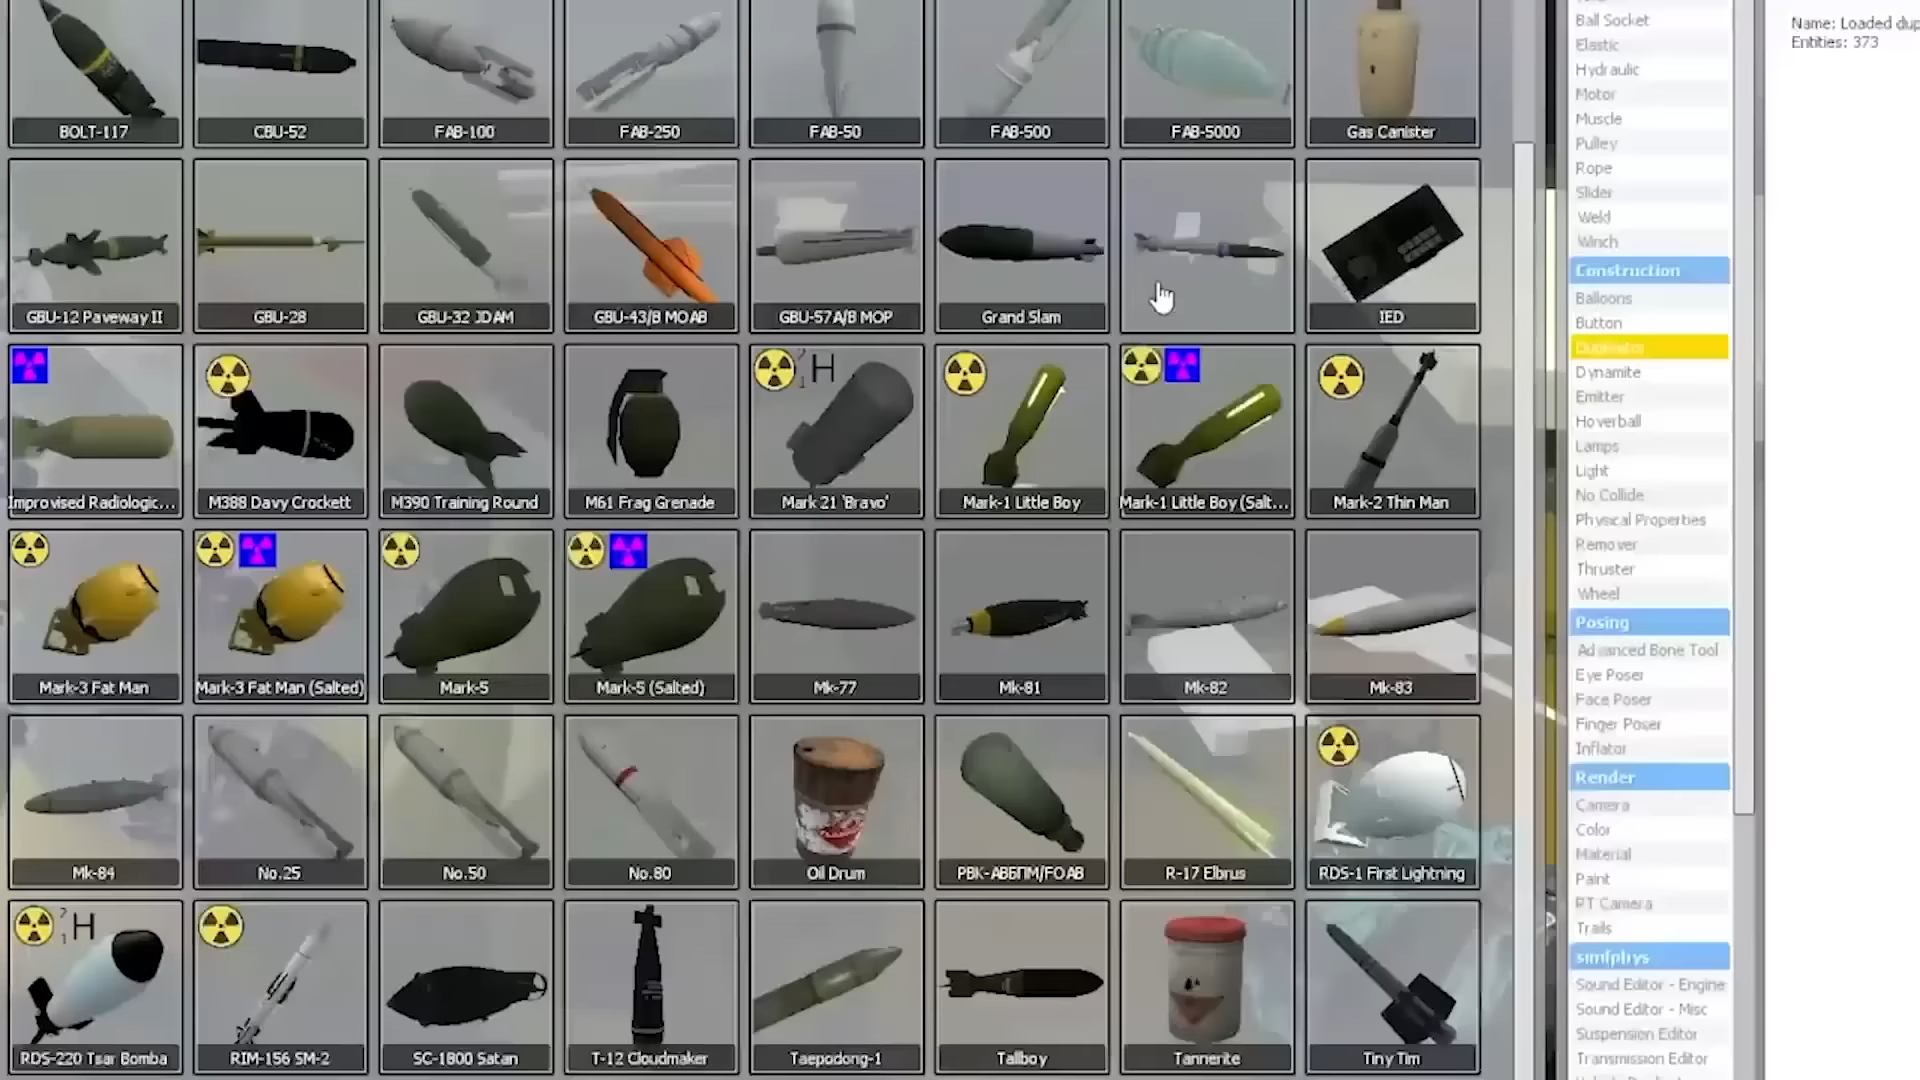 BOLT-117
CBU-52
FAB-100
FAB-250
FAB-50
FAB-500
FAB-5000
Gas Canister
GBU-12 Paveway II
GBU-28
GBU-32 JDAM
GBU-43/B MOAB
GBU-57A/B MOP
Grand Slam
IED
Improvised Radiologic...
M388 Davy Crockett
M390 Training Round
M61 Frag Grenade
H
Mark 21 'Bravo'
Mark-1 Little Boy
Mark-1 Little Boy (Salt...
Mark-2 Thin Man
Mark-3 Fat Man
Mark-3 Fat Man (Salted)
Mark-5
Mark-5 (Salted)
Mk-77
Mk-81
Mk-82
Mk-83
Mk-84
No.25
No.50
No.80
Oil Drum
РВК-АВБПМ/FOAB
R-17 Elbrus
RDS-1 First Lightning
H
RDS-220 Tsar Bomba
RIM-156 SM-2
SC-1800 Satan
T-12 Cloudmaker
Taepodong-1
Tallboy
Tannerite
Tiny Tim
Ball Socket
Elastic
Hydraulic
Motor
Muscle
Pulley
Rope
Slider
Weld
Winch
Construction
Balloons
Button
Duplicator
Dynamite
Emitter
Hoverball
Lamps
Light
No Collide
Physical Properties
Remover
Thruster
Wheel
Posing
Advanced Bone Tool
Eye Poser
Face Poser
Finger Poser
Inflator
Render
Camera
Color
Material
Paint
RT Camera
Trails
simfphys
Sound Editor - Engine
Sound Editor - Misc
Suspension Editor
Transmission Editor
Name: Loaded dup
Entities: 373